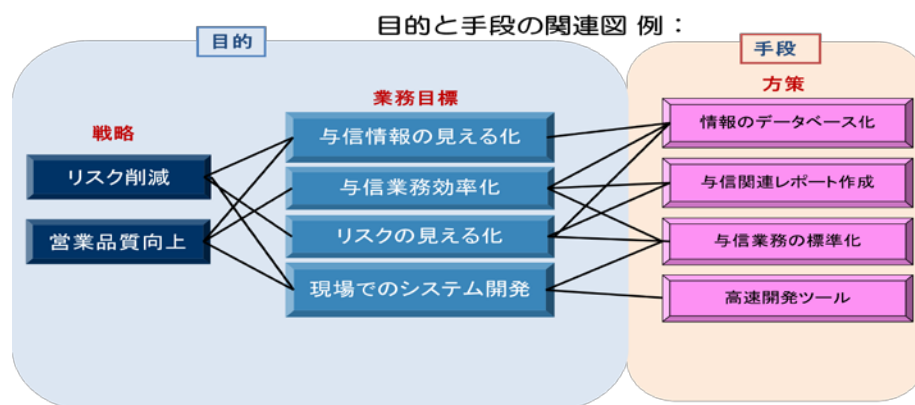 目的と手段の関連図 例：
目的
手段
戦略
業務目標
方策
リスク削減
営業品質向上
与信情報の見える化
与信業務効率化
リスクの見える化
現場でのシステム開発
情報のデータベース化
与信関連レポート作成
与信業務の標準化
高速開発ツール